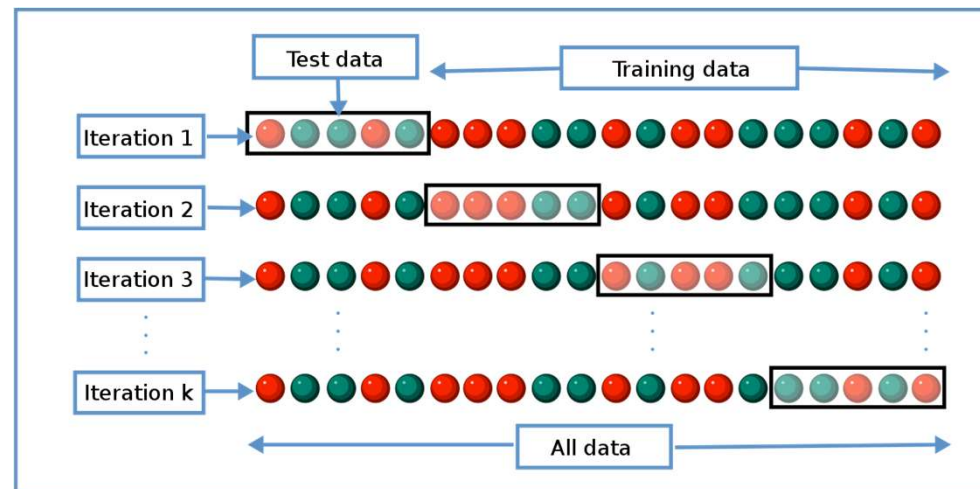 Test data
Training data
Iteration 1
Iteration 2
Iteration 3
Iteration k
All data